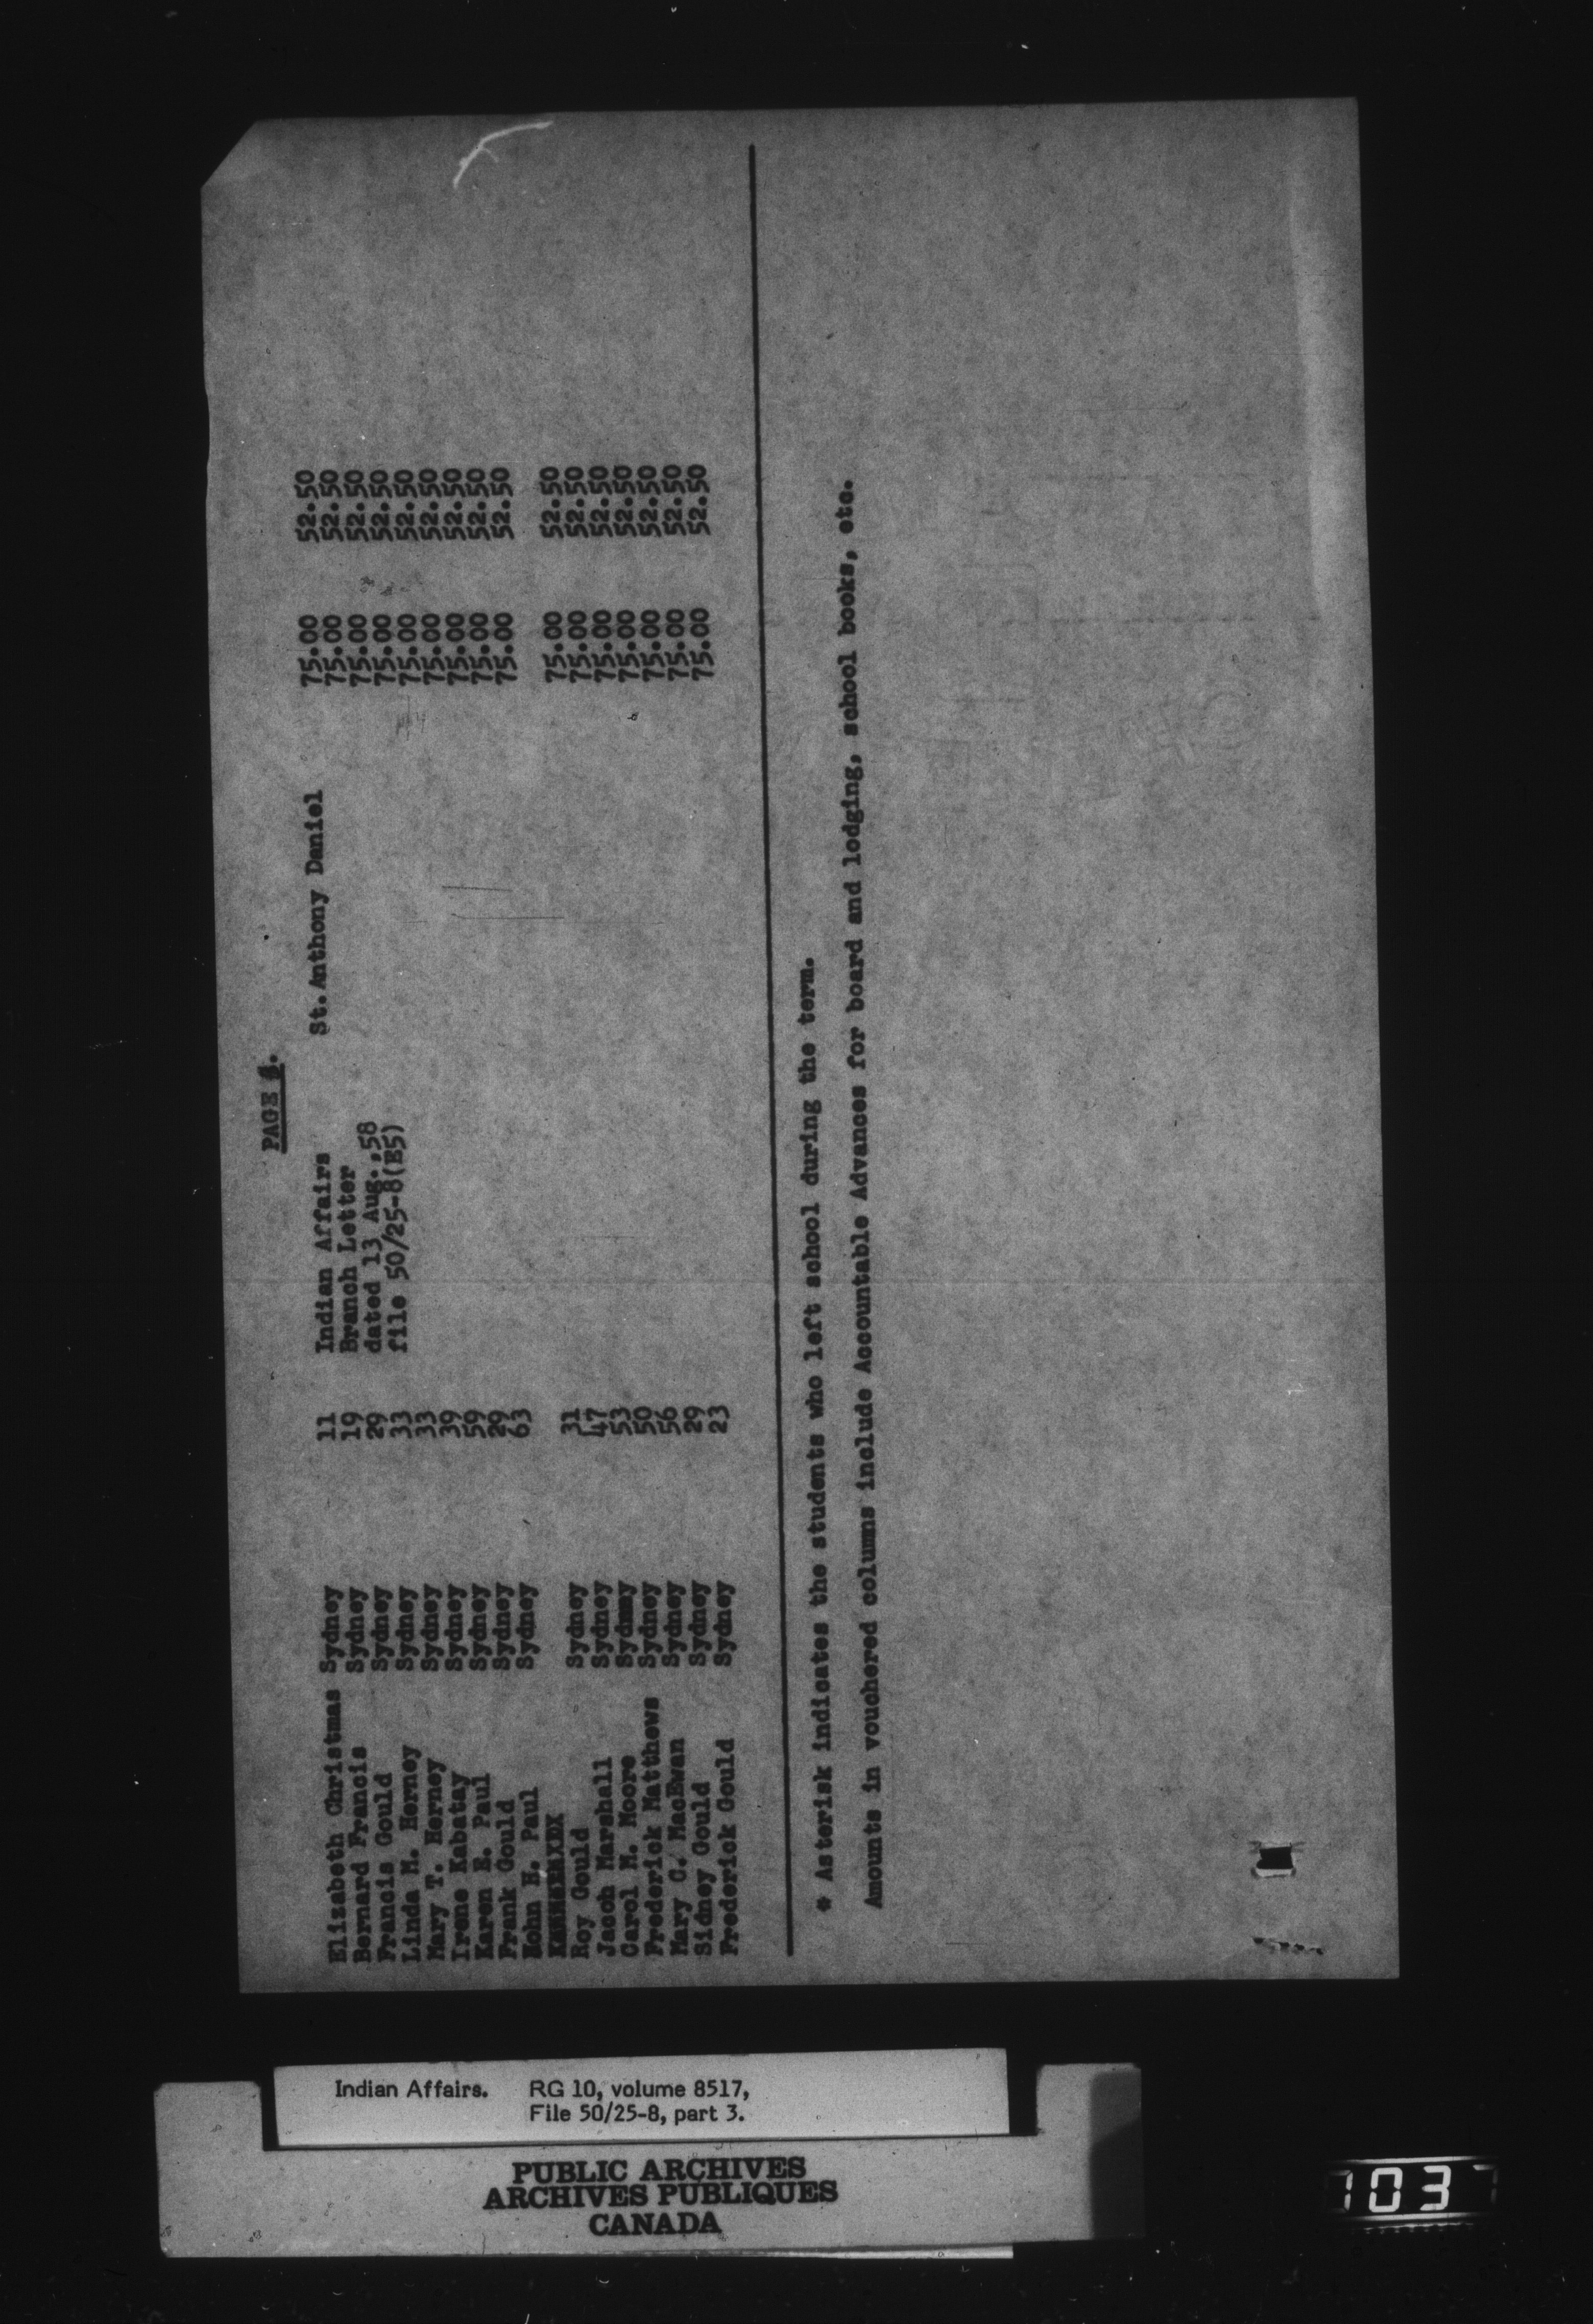 PAGE 2.
Elizabeth Christmas Sydney 11 Indian Affairs St. Anthony Daniel 75.00 52.50
Bernard Francis Sydney 19 Branch Letter 75.00 52.50
Francis Gould Sydney 29 dated 13 Aug.,58 75.00 52.50
Linda M. Herney Sydney 33 file 50/25-8(E5) 75.00 52.50
Mary T. Herney Sydney 33 75.00 52.50
Irene Kabatay Sydney 39 75.00 52.50
Karen E. Paul Sydney 59 75.00 52.50
Frank Gould Sydney 29 75.00 52.50
John H. Paul Sydney 63 75.00 52.50
Roy Gould Sydney 31 75.00 52.50
Jacob Marshall Sydney 47 75.00 52.50
Carol M. Moore Sydney 53 75.00 52.50
Frederick Matthews Sydney 50 75.00 52.50
Mary C. MacEwan Sydney 56 75.00 52.50
Sidney Gould Sydney 29 75.00 52.50
Frederick Gould Sydney 23 75.00 52.50
* Asterisk indicates the students who left school during the term.
Amounts in vouchered columns include Accountable Advances for board and lodging, school books, etc.
Indian Affairs. RG 10, volume 8517,
File 50/25-8, part 3.
PUBLIC ARCHIVES
ARCHIVES PUBLIQUES
CANADA
1037